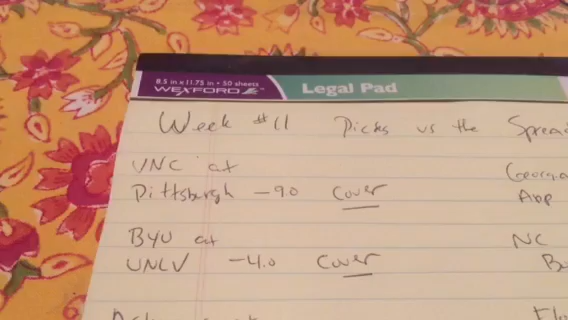 8.5 in x 11.75 in • 50 sheets
WEXFORD
Legal Pad
Week #11 Picks vs the Spread
UNC at
Pittsburgh -9.0 Cover
Georgia
BYU at
UNLV -4.0 Cover
NC